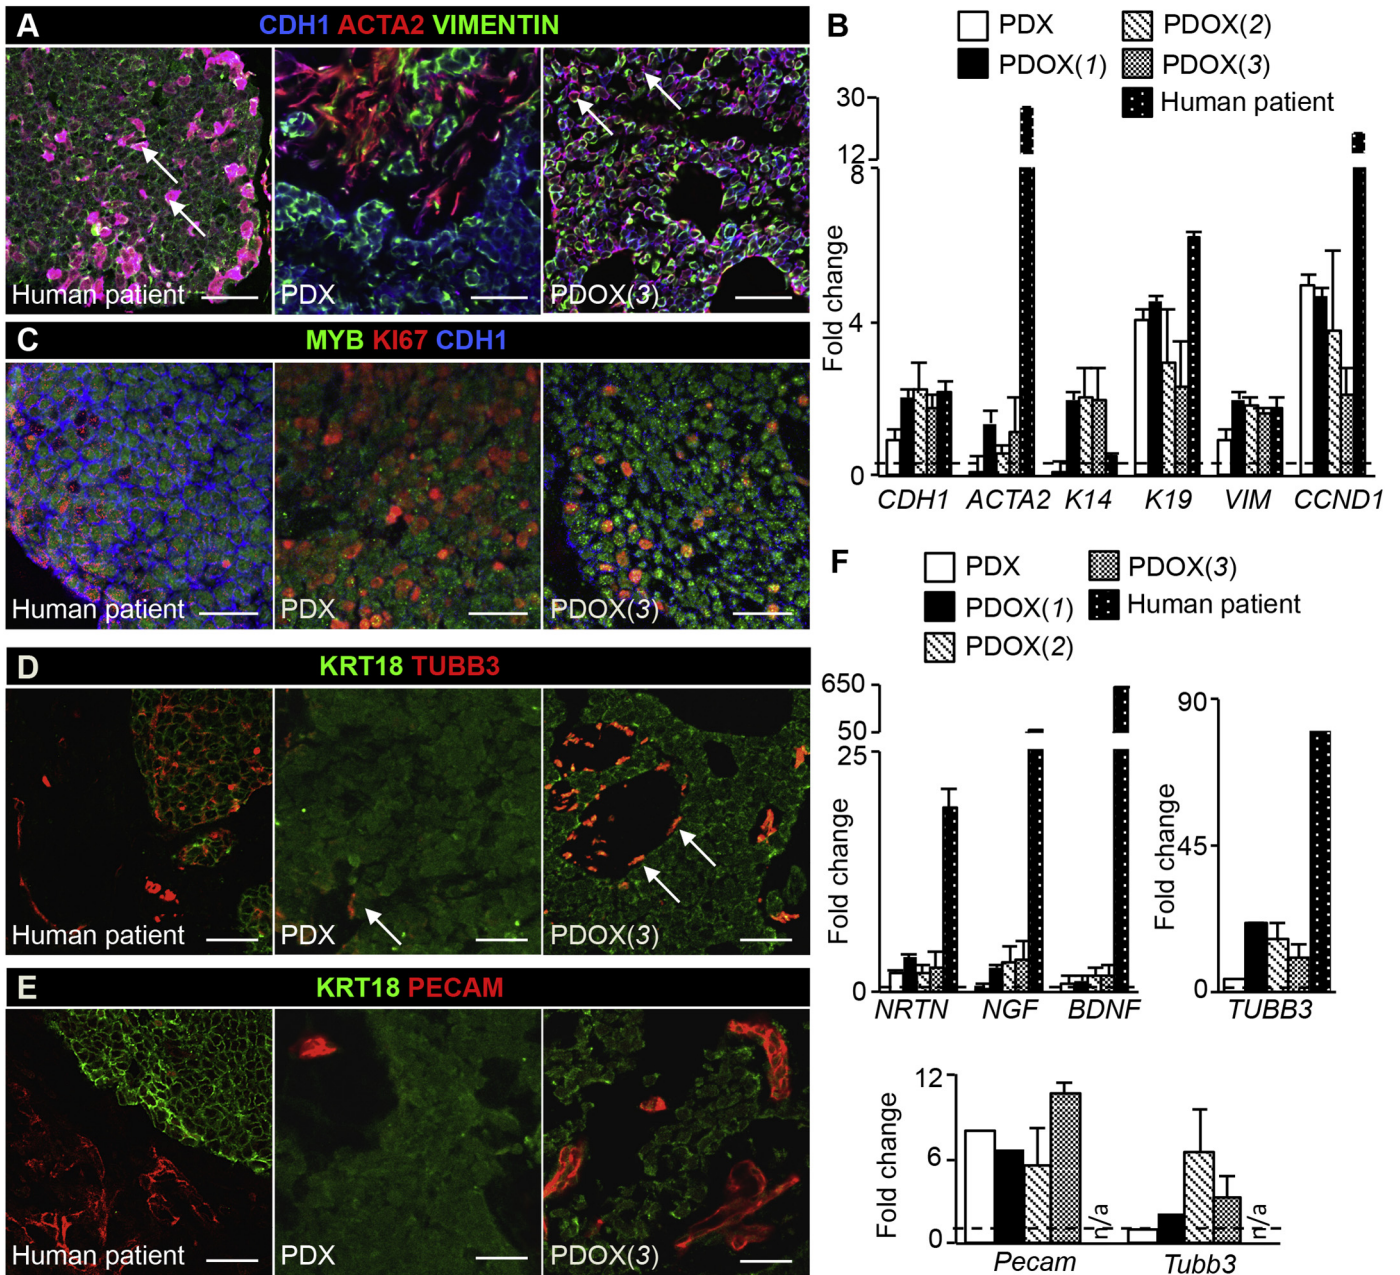 A CDH1 ACTA2 VIMENTIN
Human patient PDX PDOX(3)
B
PDX
PDOX(1)
PDOX(2)
PDOX(3)
Human patient
30
12
8
4
0
Fold change
CDH1 ACTA2 K14 K19 VIM CCND1
C MYB KI67 CDH1
Human patient PDX PDOX(3)
D KRT18 TUBB3
Human patient PDX PDOX(3)
E KRT18 PECAM
Human patient PDX PDOX(3)
F
PDX
PDOX(1)
PDOX(2)
PDOX(3)
Human patient
650
50
25
0
Fold change
NRTN NGF BDNF
90
45
0
Fold change
TUBB3
12
6
0
Fold change
n/a
n/a
Pecam Tubb3